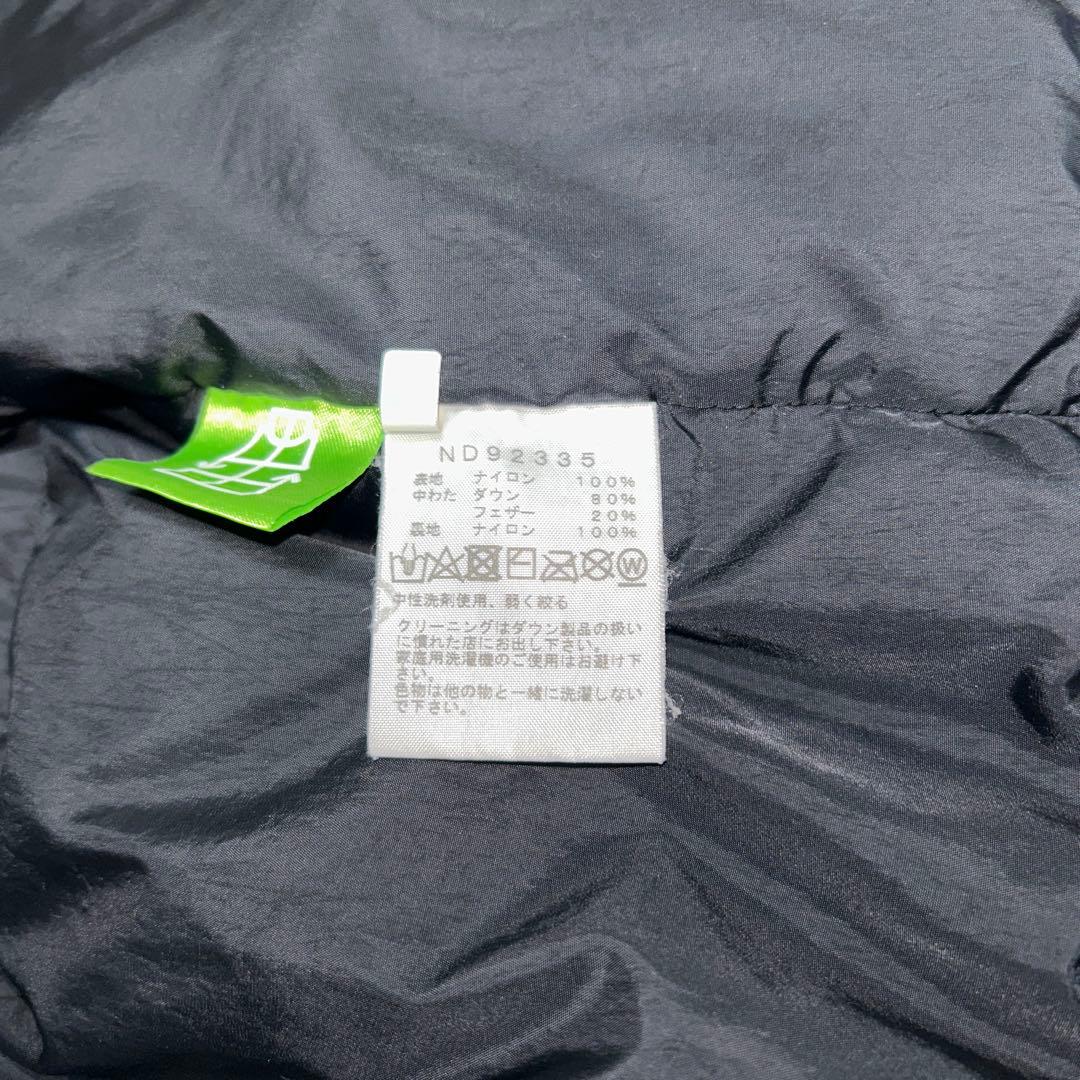 ND92335
表地 ナイロン 100%
中わた ダウン 80%
フェザー 20%
裏地 ナイロン 100%
W
中性洗剤使用、弱く絞る
クリーニングはダウン製品の扱い
に慣れた店にお出し下さい。
家庭用洗濯機のご使用はお避け下
さい。
色物は他の物と一緒に洗濯しない
で下さい。